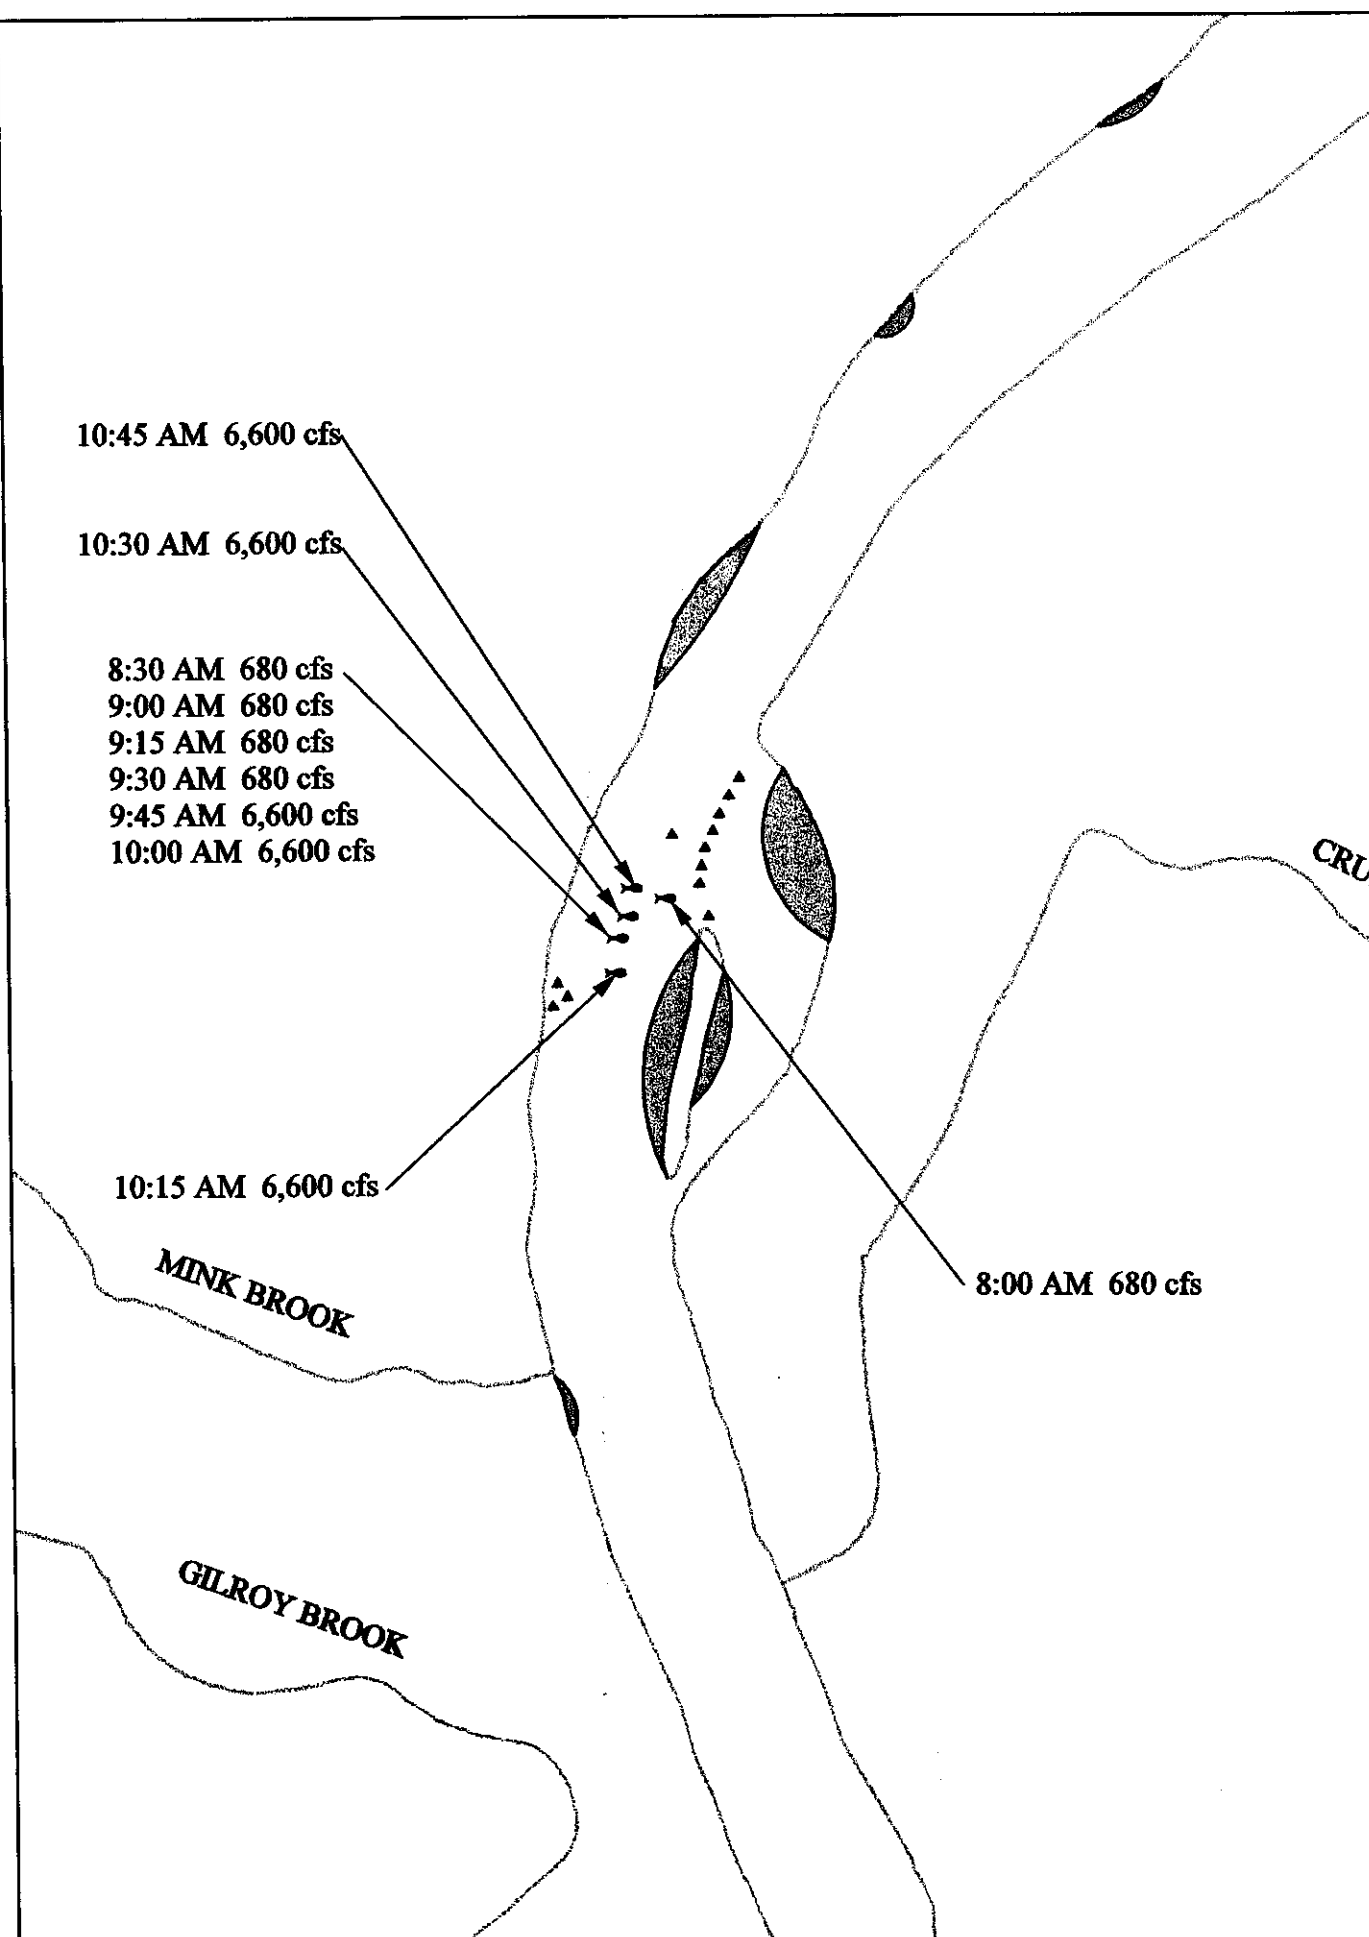 10:45 AM 6,600 cfs
10:30 AM 6,600 cfs
8:30 AM 680 cfs
9:00 AM 680 cfs
9:15 AM 680 cfs
9:30 AM 680 cfs
9:45 AM 6,600 cfs
10:00 AM 6,600 cfs
CRU
10:15 AM 6,600 cfs
MINK BROOK
8:00 AM 680 cfs
GILROY BROOK